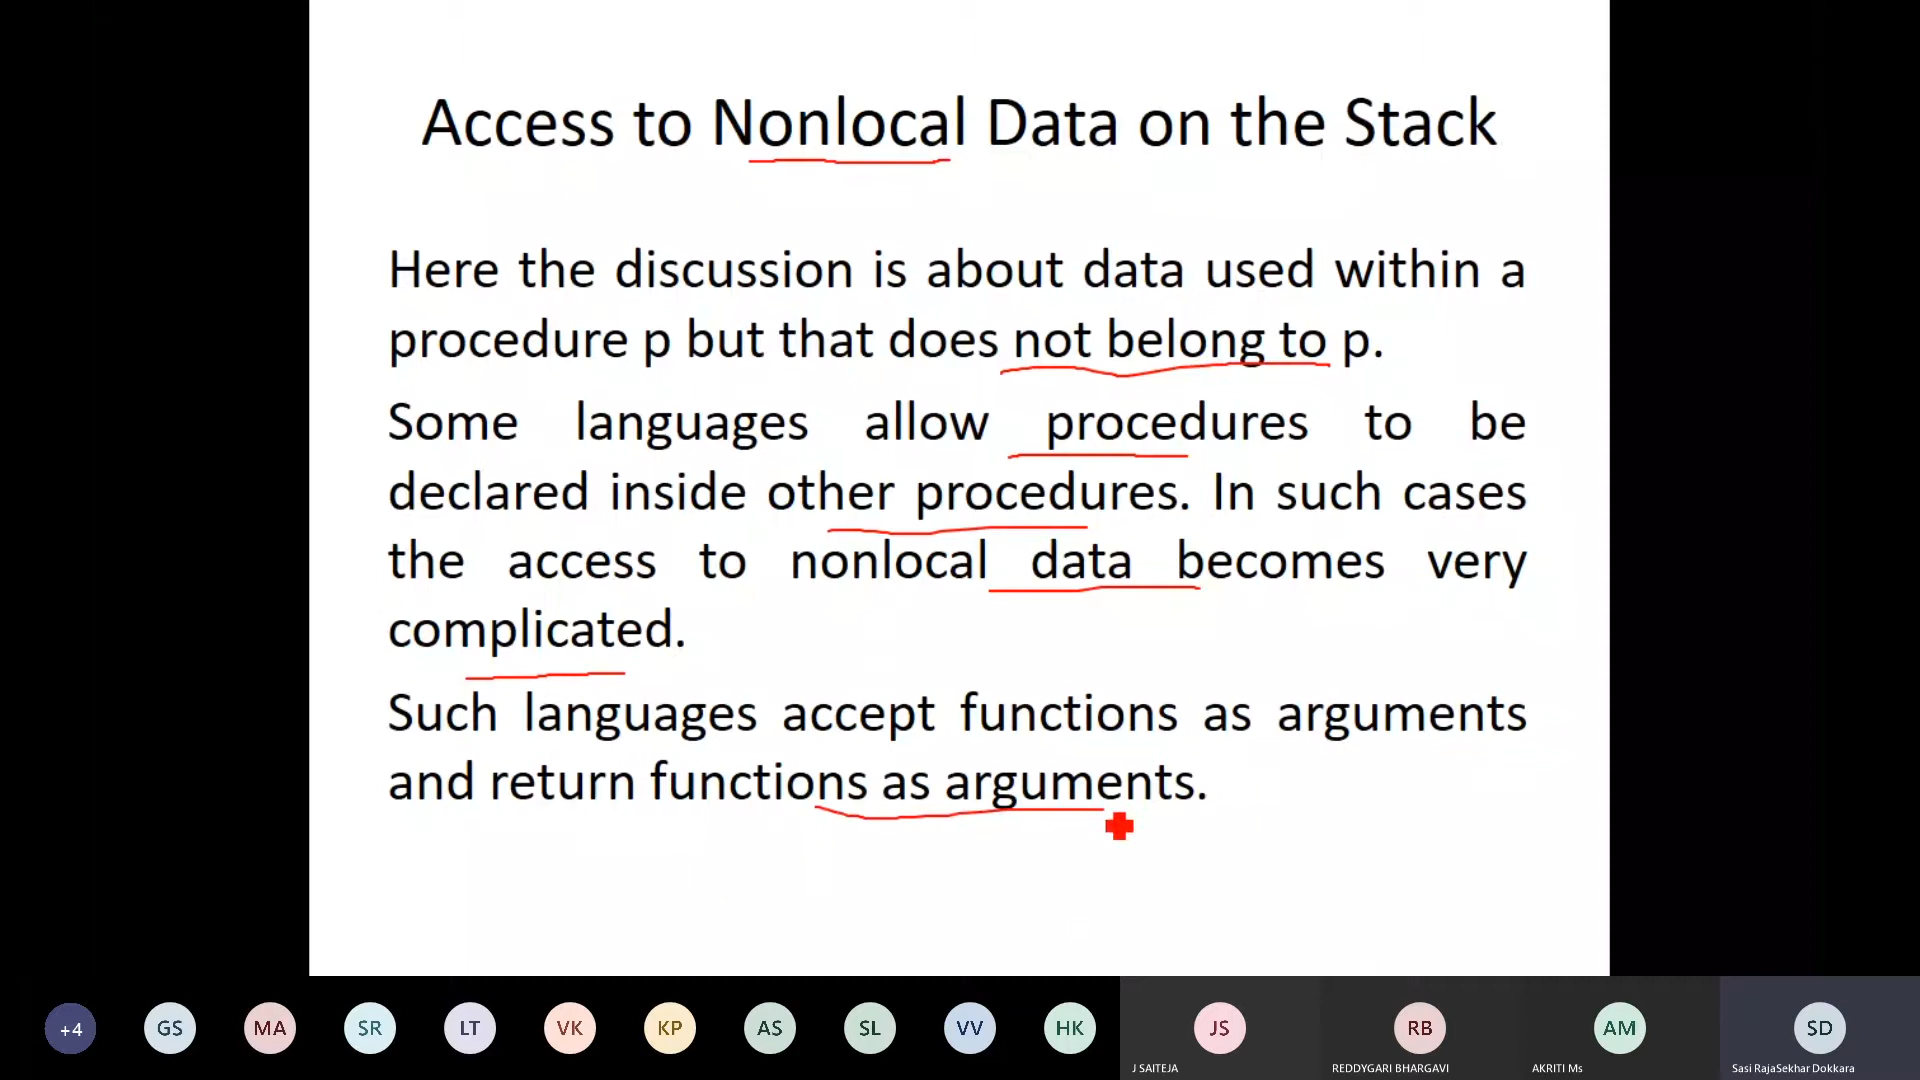 Access to Nonlocal Data on the Stack
Here the discussion is about data used within a
procedure p but that does not belong to p.
Some languages allow procedures to be
declared inside other procedures. In such cases
the access to nonlocal data becomes very
complicated.
Such languages accept functions as arguments
and return functions as arguments.
+4 GS MA SR LT VK KP AS SL VV HK JS RB AM SD
J SAITEJA REDDYGARI BHARGAVI AKRITI Ms Sasi RajaSekhar Dokkara